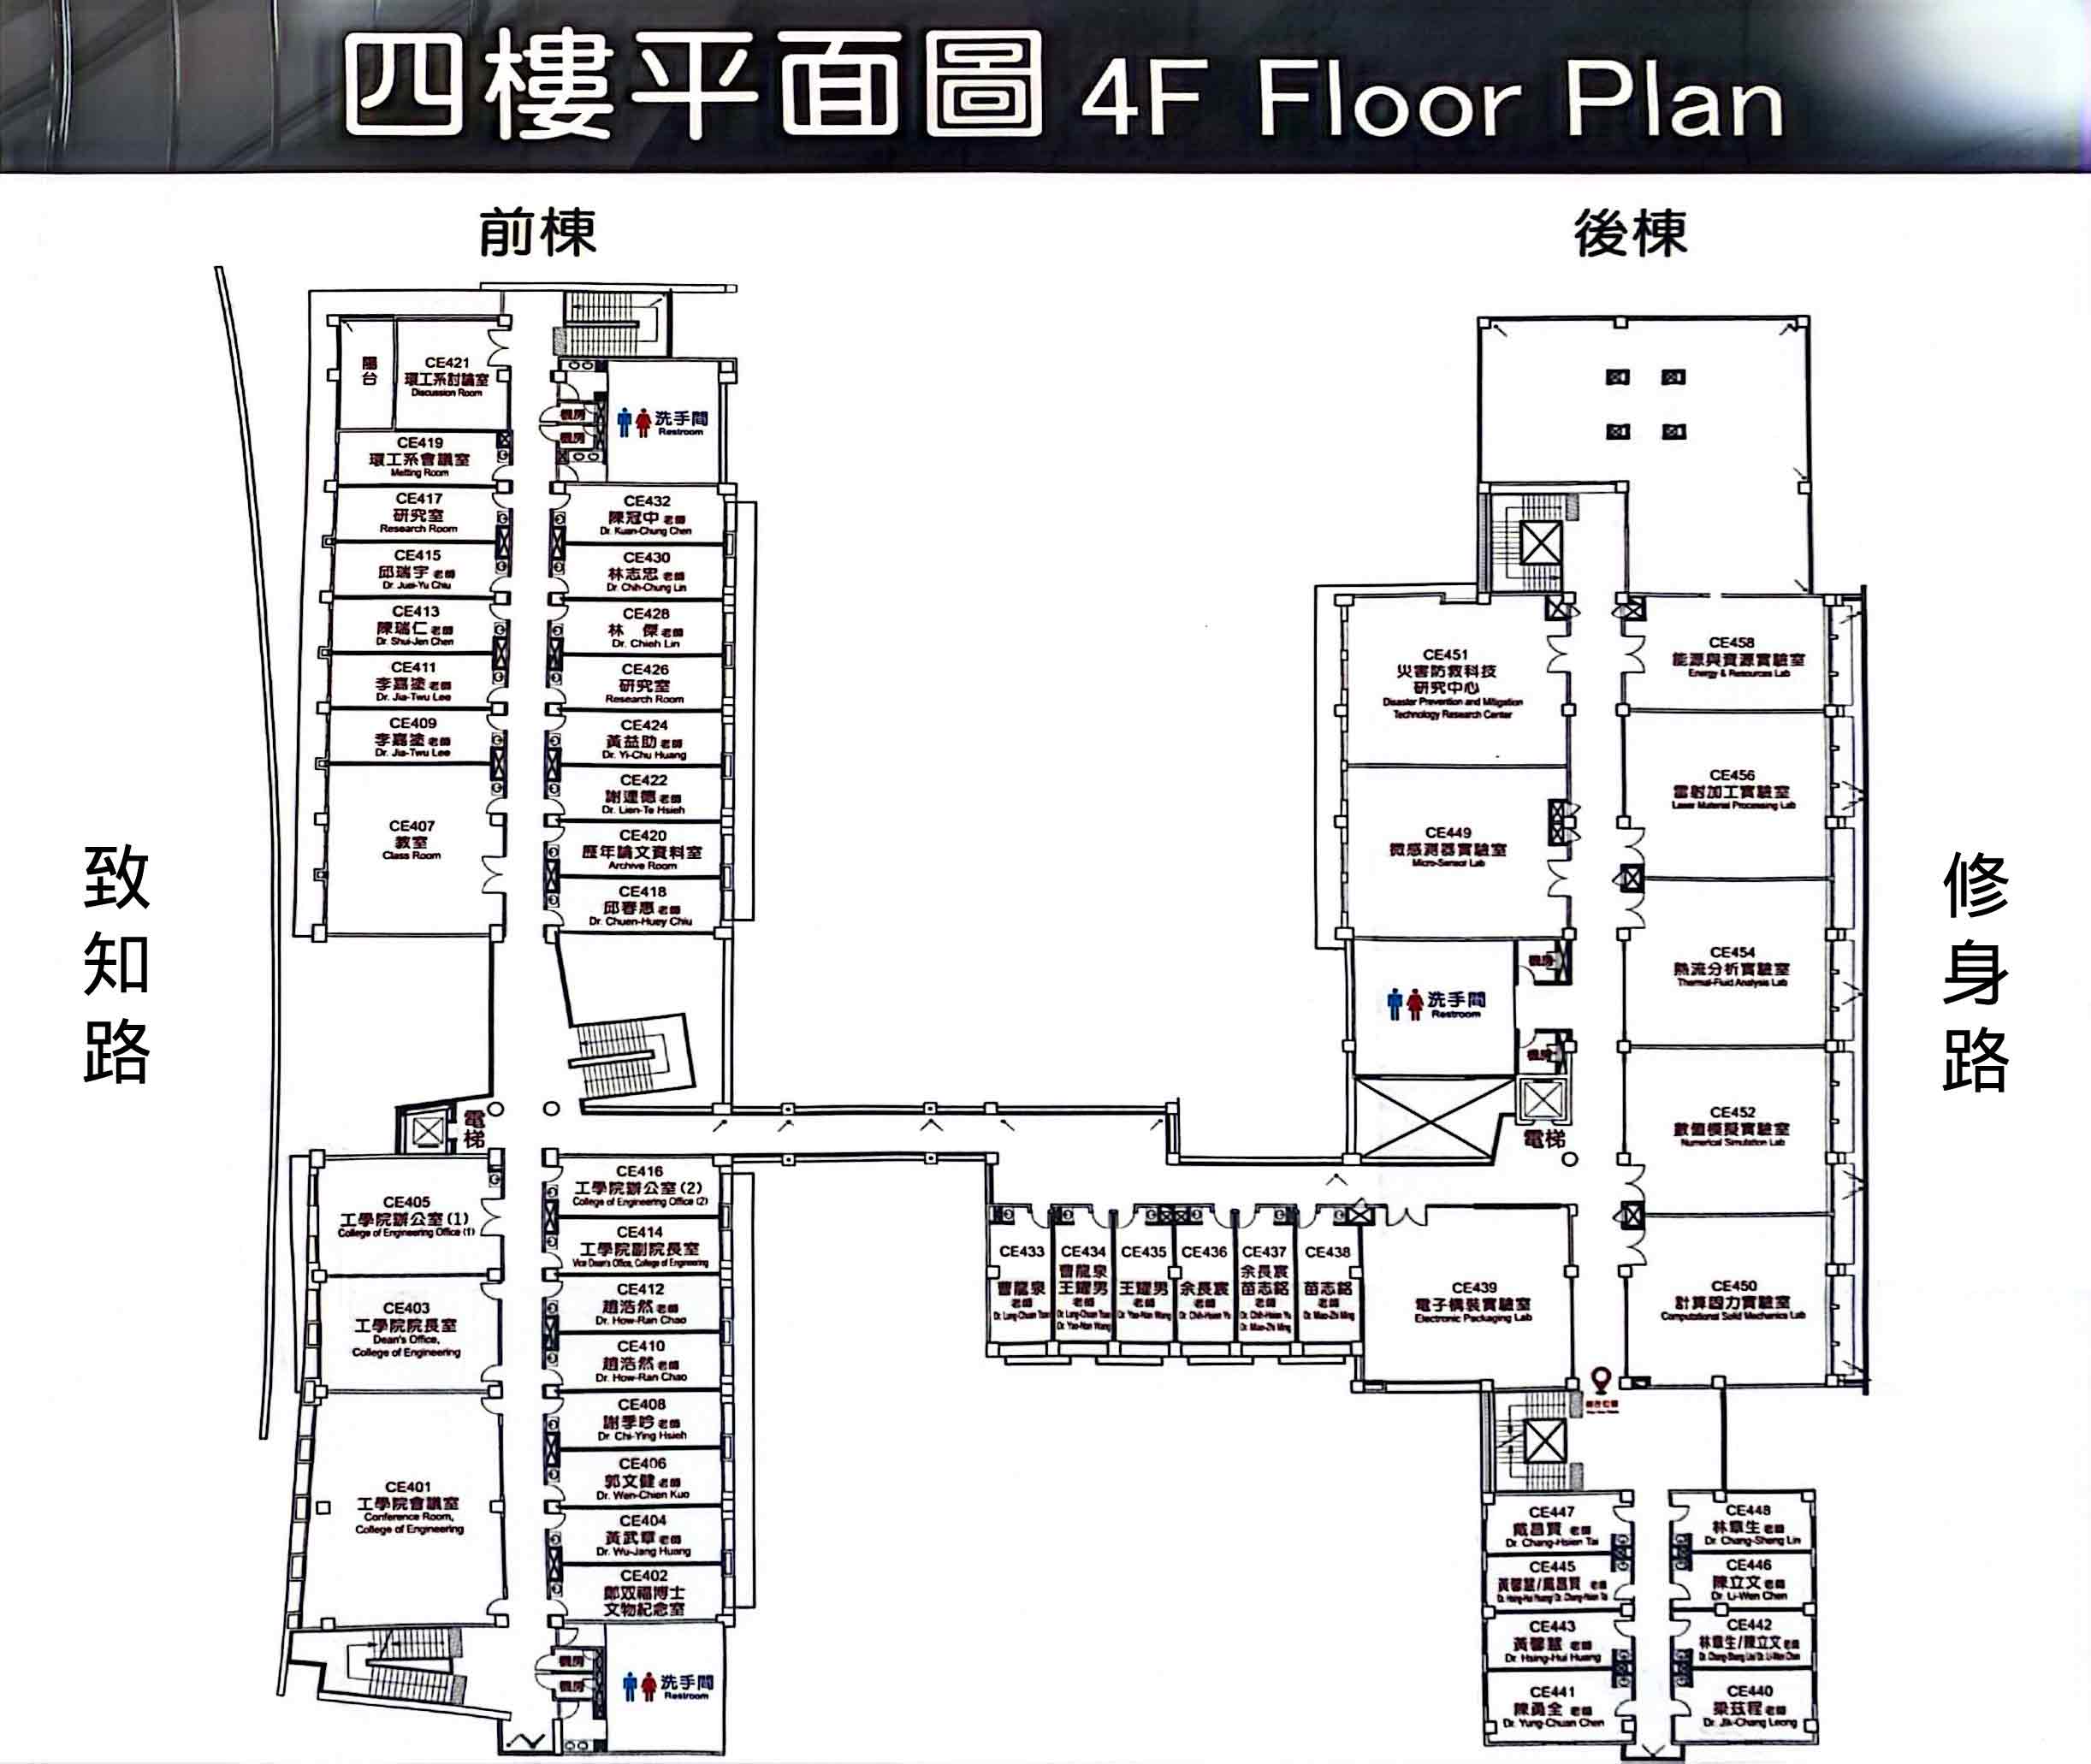 四樓平面圖 4F Floor Plan
前棟
後棟
致知路
修身路
陽台
CE421
環工系討論室
Discussion Room
CE419
環工系會議室
Metting Room
CE417
研究室
Research Room
CE415
邱瑞宇 老師
Dr. Juei-Yu Chiu
CE413
陳瑞仁 老師
Dr. Shui-Jen Chen
CE411
李嘉塗 老師
Dr. Jia-Twu Lee
CE409
李嘉塗 老師
Dr. Jia-Twu Lee
CE407
教室
Class Room
機房
機房
洗手間
Restroom
CE432
陳冠中 老師
Dr. Kuan-Chung Chen
CE430
林志忠 老師
Dr. Chih-Chung Lin
CE428
林 傑 老師
Dr. Chieh Lin
CE426
研究室
Research Room
CE424
黃益助 老師
Dr. Yi-Chu Huang
CE422
謝連德 老師
Dr. Lien-Te Hsieh
CE420
歷年論文資料室
Archive Room
CE418
邱春惠 老師
Dr. Chuen-Huey Chiu
電梯
CE405
工學院辦公室(1)
College of Engineering Office (1)
CE403
工學院院長室
Dean's Office,
College of Engineering
CE401
工學院會議室
Conference Room,
College of Engineering
CE416
工學院辦公室(2)
College of Engineering Office (2)
CE414
工學院副院長室
Vice Dean's Office, College of Engineering
CE412
趙浩然 老師
Dr. How-Ran Chao
CE410
趙浩然 老師
Dr. How-Ran Chao
CE408
謝季吟 老師
Dr. Chi-Ying Hsieh
CE406
郭文健 老師
Dr. Wen-Chien Kuo
CE404
黃武章 老師
Dr. Wu-Jang Huang
CE402
鄭双福博士
文物紀念室
機房
機房
洗手間
Restroom
CE433
曹龍泉
老師
Dr. Lung-Chuan Tsao
CE434
曹龍泉
王耀男
老師
Dr. Lung-Chuan Tsao
Dr. Yao-Nan Wang
CE435
王耀男
老師
Dr. Yao-Nan Wang
CE436
余長宸
老師
Dr. Chih-Hsien Yu
CE437
余長宸
苗志銘
老師
Dr. Chih-Hsien Yu
Dr. Miao-Zhi Ming
CE438
苗志銘
老師
Dr. Miao-Zhi Ming
CE439
電子構裝實驗室
Electronic Packaging Lab
CE451
災害防救科技
研究中心
Disaster Prevention and Mitigation
Technology Research Center
CE449
微感測器實驗室
Micro-Sensor Lab
機房
洗手間
Restroom
機房
電梯
CE458
能源與資源實驗室
Energy & Resources Lab
CE456
雷射加工實驗室
Laser Material Processing Lab
CE454
熱流分析實驗室
Thermal-Fluid Analysis Lab
CE452
數值模擬實驗室
Numerical Simulation Lab
CE450
計算固力實驗室
Computational Solid Mechanics Lab
CE447
戴昌賢 老師
Dr. Chang-Hsien Tai
CE445
黃馨慧/戴昌賢 老師
Dr. Hsing-Hui Huang/ Dr. Chang-Hsien Tai
CE443
黃馨慧 老師
Dr. Hsing-Hui Huang
CE441
陳勇全 老師
Dr. Yung-Chuan Chen
CE448
林章生 老師
Dr. Chang-Sheng Lin
CE446
陳立文 老師
Dr. Li-Wen Chen
CE442
林章生/陳立文 老師
Dr. Chang-Sheng Lin/ Dr. Li-Wen Chen
CE440
梁茲程 老師
Dr. Jik-Chang Leong